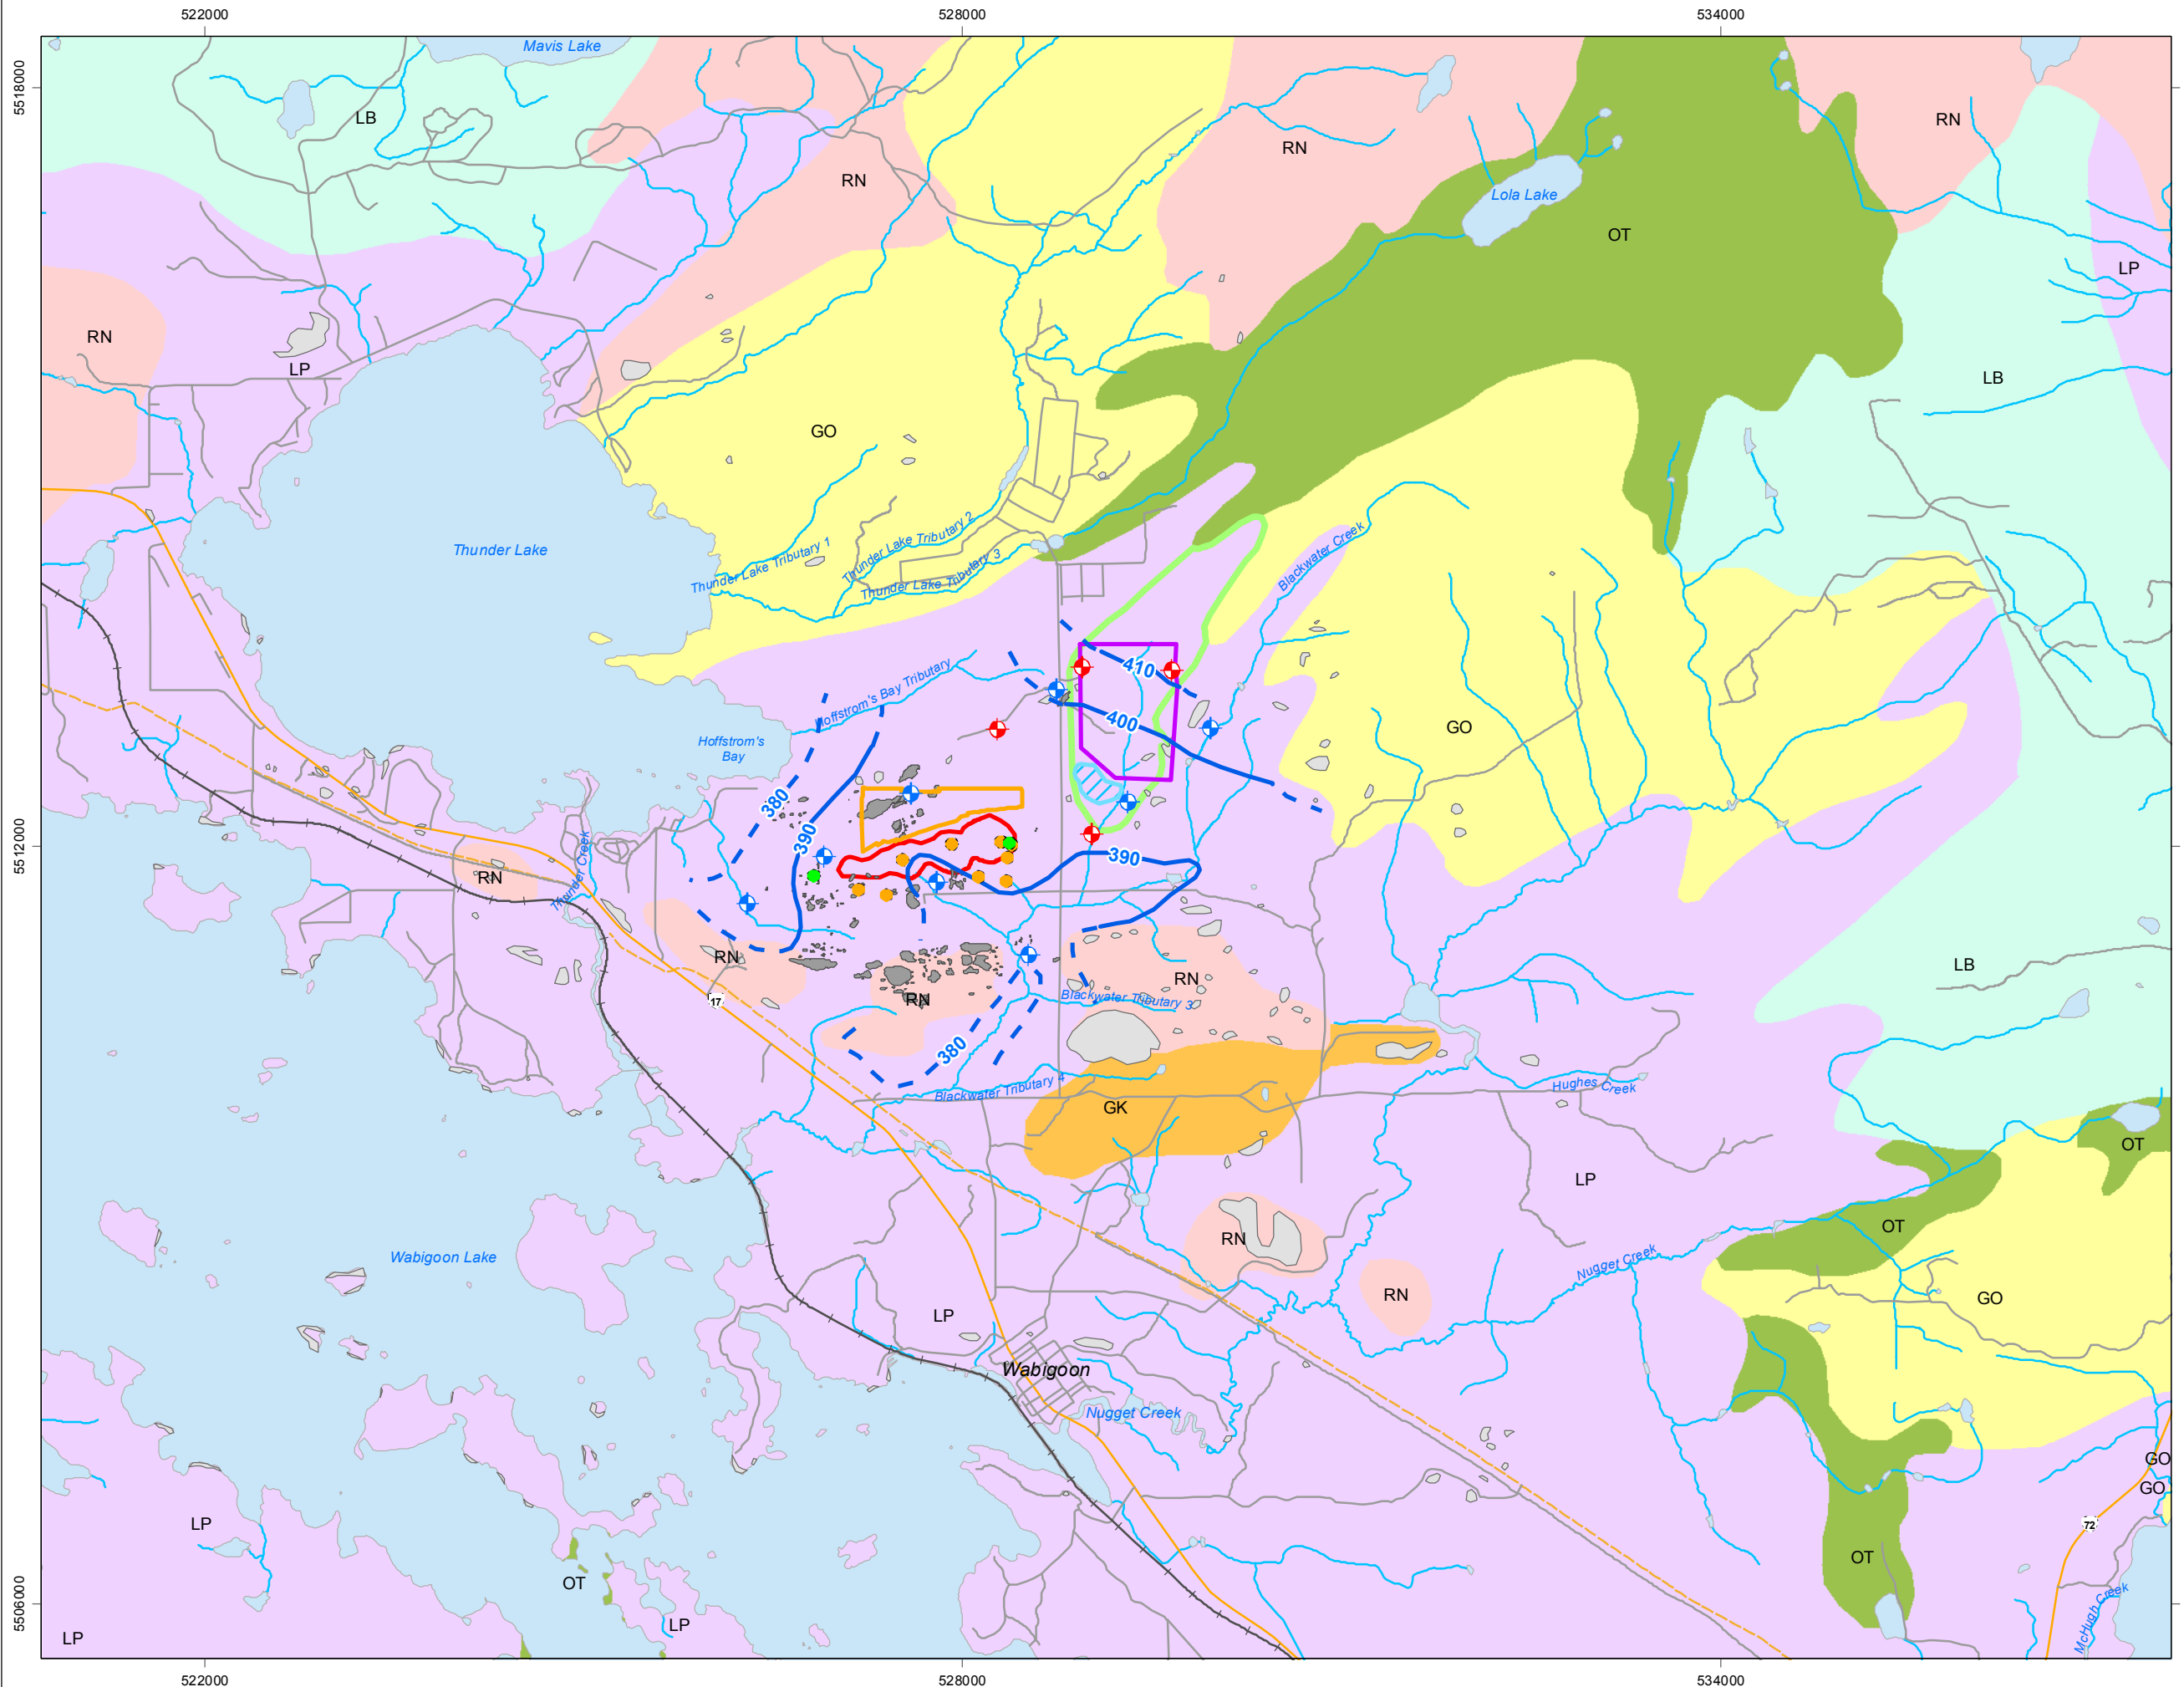 522000
528000
534000
5518000
5512000
5506000
Mavis Lake
LB
RN
RN
RN
Lola Lake
OT
LP
RN
LP
LB
GO
Thunder Lake
Thunder Lake Tributary 1
Thunder Lake Tributary 2
Thunder Lake Tributary 3
Blackwater Creek
Hoffstrom's Bay Tributary
Hoffstrom's
Bay
410
400
GO
380
390
390
Thunder Creek
RN
RN
RN
RN
LB
17
Blackwater Tributary 3
380
Blackwater Tributary 4
GK
Hughes Creek
OT
LP
OT
RN
Nugget Creek
RN
GO
Wabigoon Lake
LP
Wabigoon
Nugget Creek
GO
GO
72
LP
OT
OT
LP
LP
McHugh Creek
522000
528000
534000